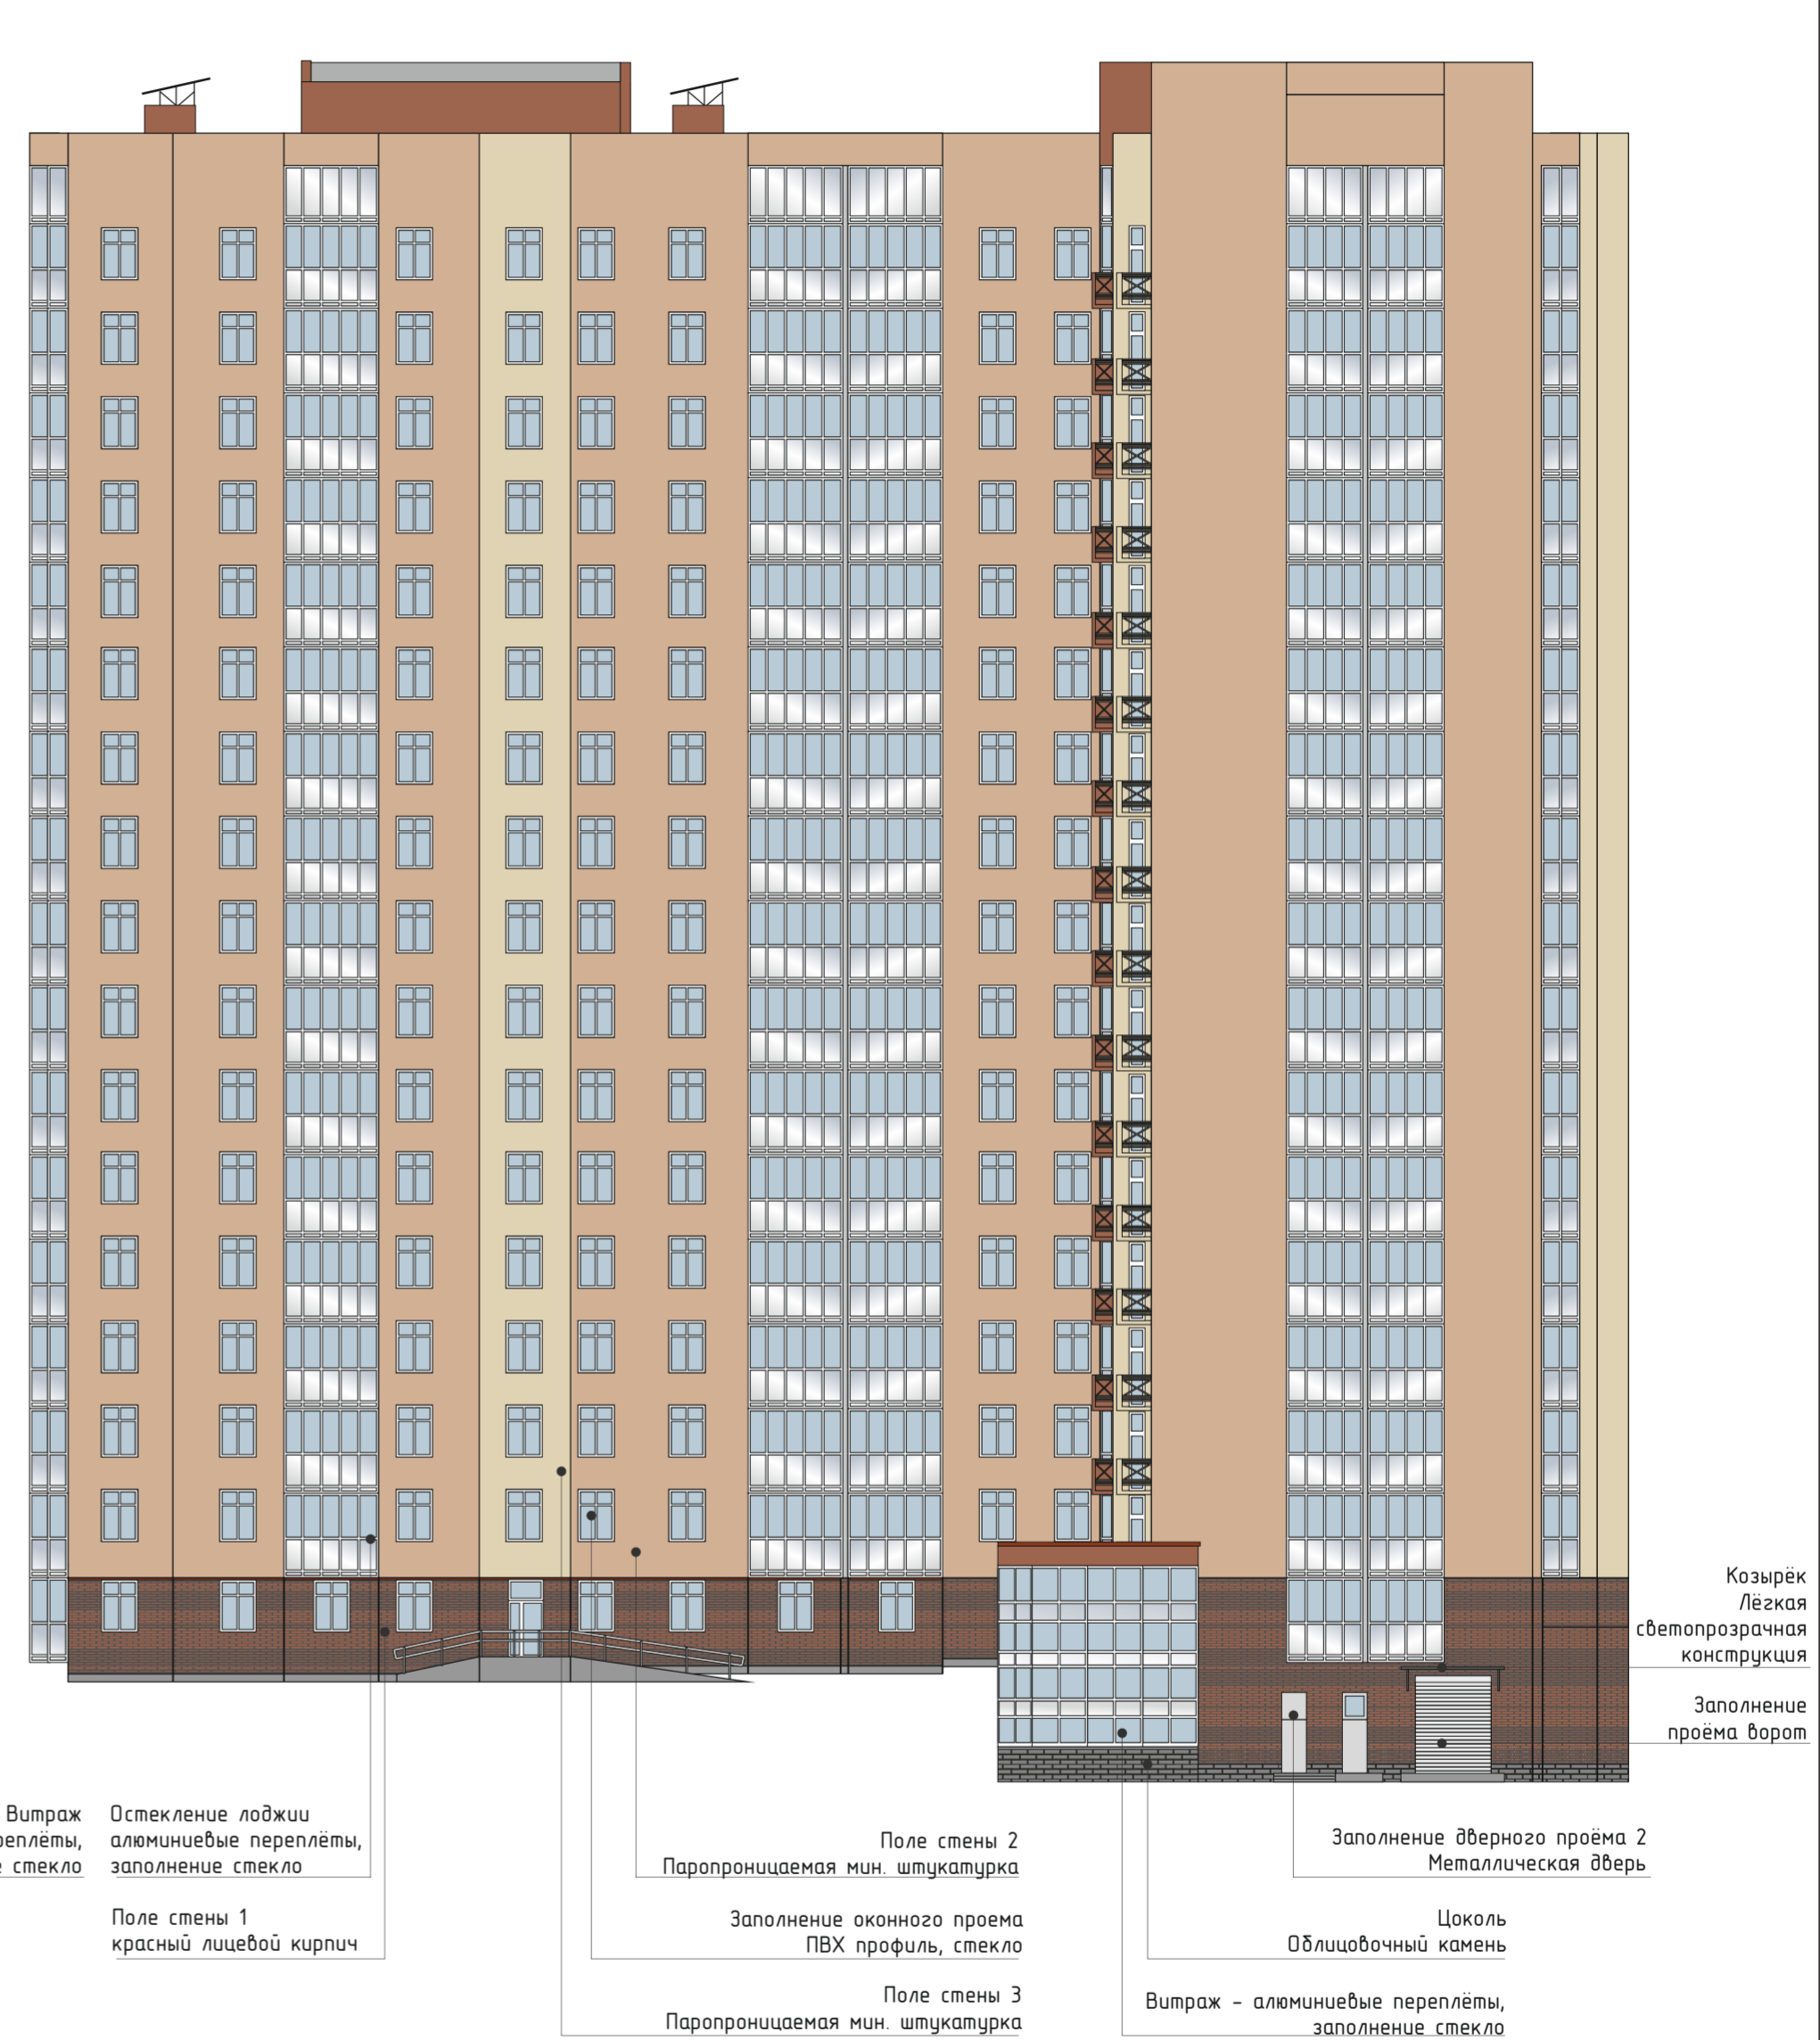 Козырёк
Лёгкая
светопрозрачная
конструкция
Заполнение
проёма ворот
Витраж
стекло
Остекление лоджии
алюминиевые переплёты,
заполнение стекло
Поле стены 1
красный лицевой кирпич
Поле стены 2
Паропроницаемая мин. штукатурка
Заполнение оконного проема
ПВХ профиль, стекло
Поле стены 3
Паропроницаемая мин. штукатурка
Заполнение дверного проёма 2
Металлическая дверь
Цоколь
Облицовочный камень
Витраж - алюминиевые переплёты,
заполнение стекло